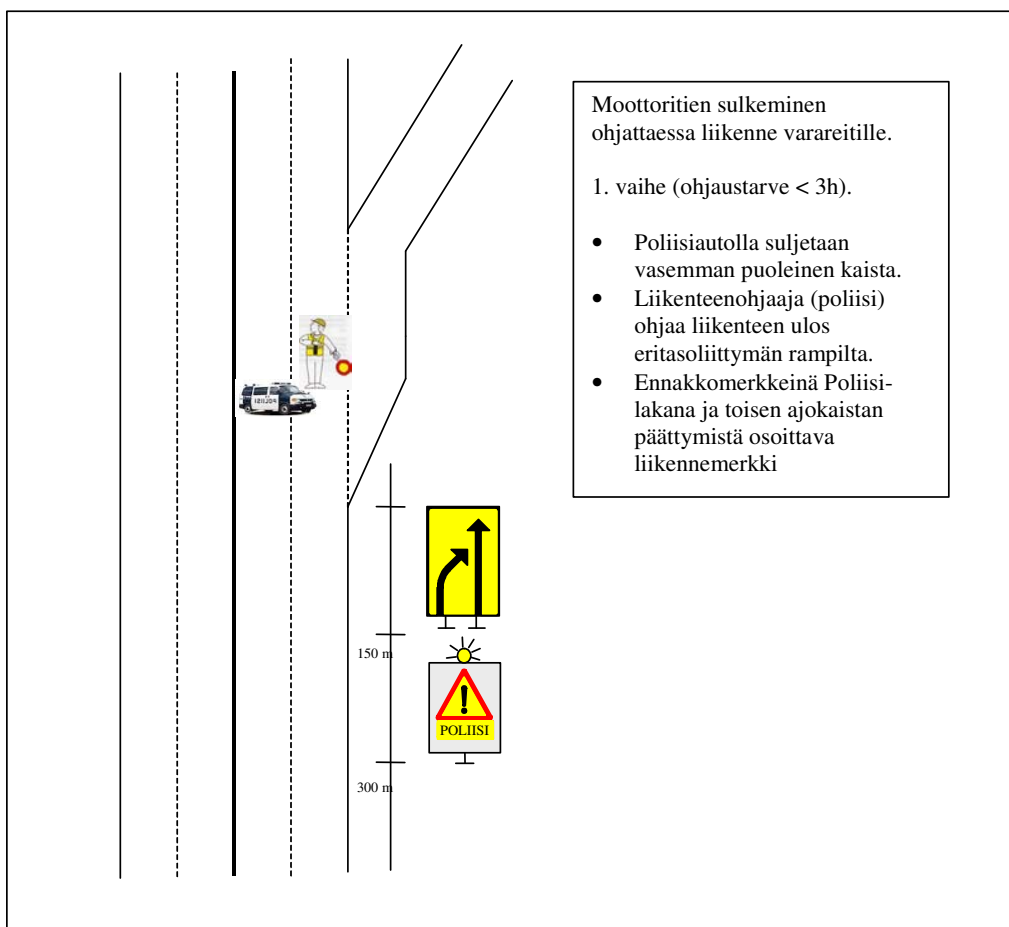 Moottoritien sulkeminen
ohjattaessa liikenne varareitille.
1. vaihe (ohjaustarve < 3h).
• Poliisiautolla suljetaan
vasemman puoleinen kaista.
• Liikenteenohjaaja (poliisi)
ohjaa liikenteen ulos
eritasoliittymän rampilta.
• Ennakkomerkkeinä Poliisi-
lakana ja toisen ajokaistan
päättymistä osoittava
liikennemerkki
150 m
POLIISI
300 m